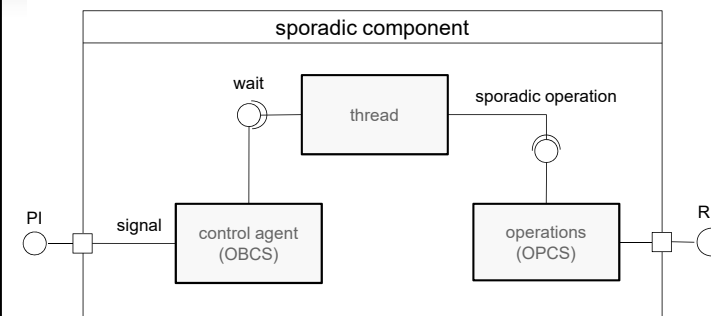 sporadic component
wait
thread
sporadic operation
PI
signal
control agent
(OBCS)
operations
(OPCS)